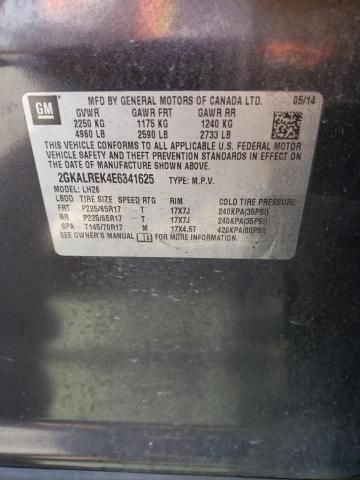 GM
MFD BY GENERAL MOTORS OF CANADA LTD. 05/14
GVWR GAWR FRT GAWR RR
2250 KG 1175 KG 1240 KG
4960 LB 2590 LB 2733 LB
THIS VEHICLE CONFORMS TO ALL APPLICABLE U.S. FEDERAL MOTOR
VEHICLE SAFETY, BUMPER, AND THEFT PREVENTION STANDARDS IN
EFFECT ON THE DATE OF MANUFACTURE SHOWN ABOVE.
2GKALREK4E6341625 TYPE: M.P.V.
MODEL: LH26
LBDD TIRE SIZE SPEED RTG RIM COLD TIRE PRESSURE
FRT P225/65R17 T 17X7J 240KPA(35PSI)
RR P225/65R17 T 17X7J 240KPA(35PSI)
SPA T145/70R17 M 17X4.5T 420KPA(60PSI)
SEE OWNER'S MANUAL FOR ADDITIONAL INFORMATION.